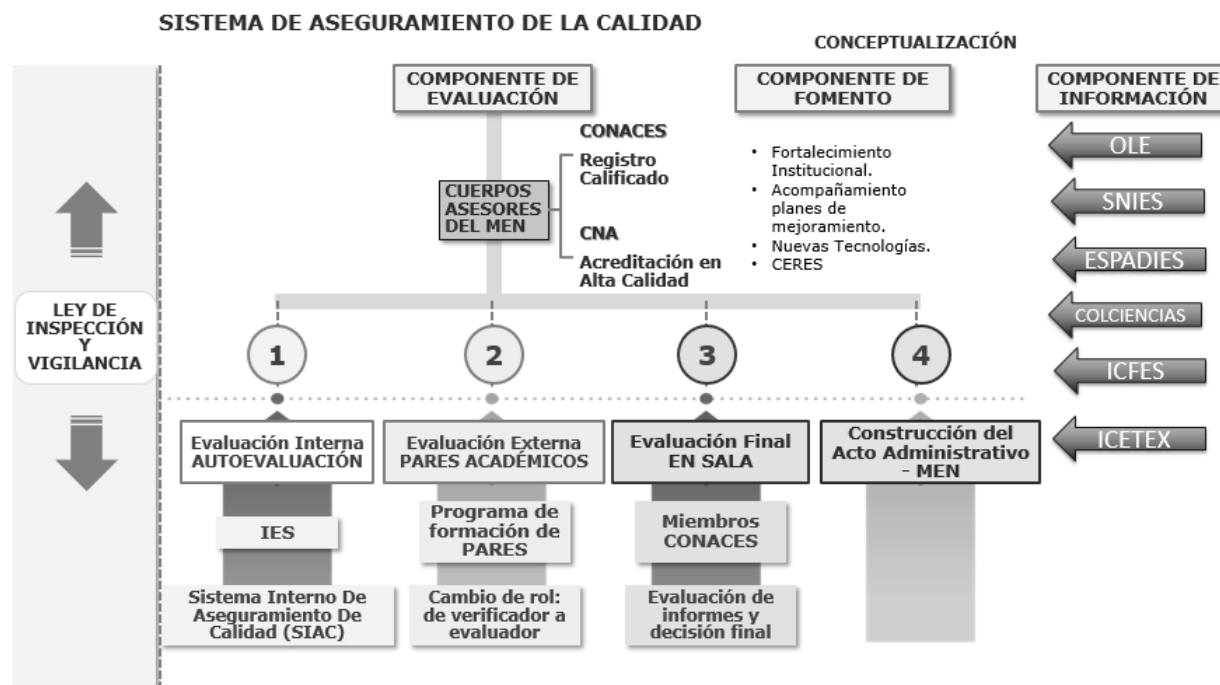 SISTEMA DE ASEGURAMIENTO DE LA CALIDAD
CONCEPTUALIZACIÓN
COMPONENTE DE
EVALUACIÓN
COMPONENTE DE
FOMENTO
COMPONENTE DE
INFORMACIÓN
CONACES
Registro
Calificado
CUERPOS
ASESORES
DEL MEN
CNA
Acreditación en
Alta Calidad
• Fortalecimiento
Institucional.
• Acompañamiento
planes de
mejoramiento.
• Nuevas Tecnologías.
• CERES
OLE
SNIES
ESPADIES
COLCIENCIAS
ICFES
ICETEX
LEY DE
INSPECCIÓN
Y
VIGILANCIA
1
2
3
4
Evaluación Interna
AUTOEVALUACIÓN
Evaluación Externa
PARES ACADÉMICOS
Evaluación Final
EN SALA
Construcción del
Acto Administrativo
- MEN
IES
Programa de
formación de
PARES
Miembros
CONACES
Sistema Interno De
Aseguramiento De
Calidad (SIAC)
Cambio de rol:
de verificador a
evaluador
Evaluación de
informes y
decisión final